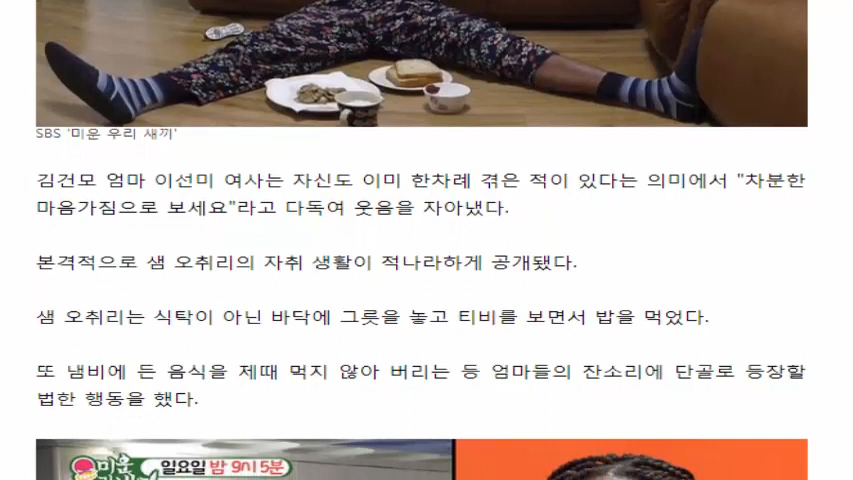 SBS '미운 우리 새끼'
김건모 엄마 이선미 여사는 자신도 이미 한차례 겪은 적이 있다는 의미에서 "차분한
마음가짐으로 보세요"라고 다독여 웃음을 자아냈다.
본격적으로 샘 오취리의 자취 생활이 적나라하게 공개됐다.
샘 오취리는 식탁이 아닌 바닥에 그릇을 놓고 티비를 보면서 밥을 먹었다.
또 냄비에 든 음식을 제때 먹지 않아 버리는 등 엄마들의 잔소리에 단골로 등장할
법한 행동을 했다.
미운
일요일 밤 9시 5분